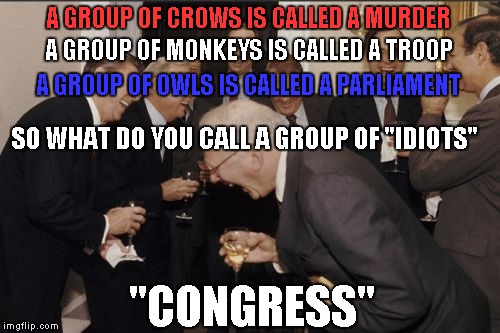 A GROUP OF CROWS IS CALLED A MURDER
A GROUP OF MONKEYS IS CALLED A TROOP
A GROUP OF OWLS IS CALLED A PARLIAMENT
SO WHAT DO YOU CALL A GROUP OF "IDIOTS"
"CONGRESS"
imgflip.com